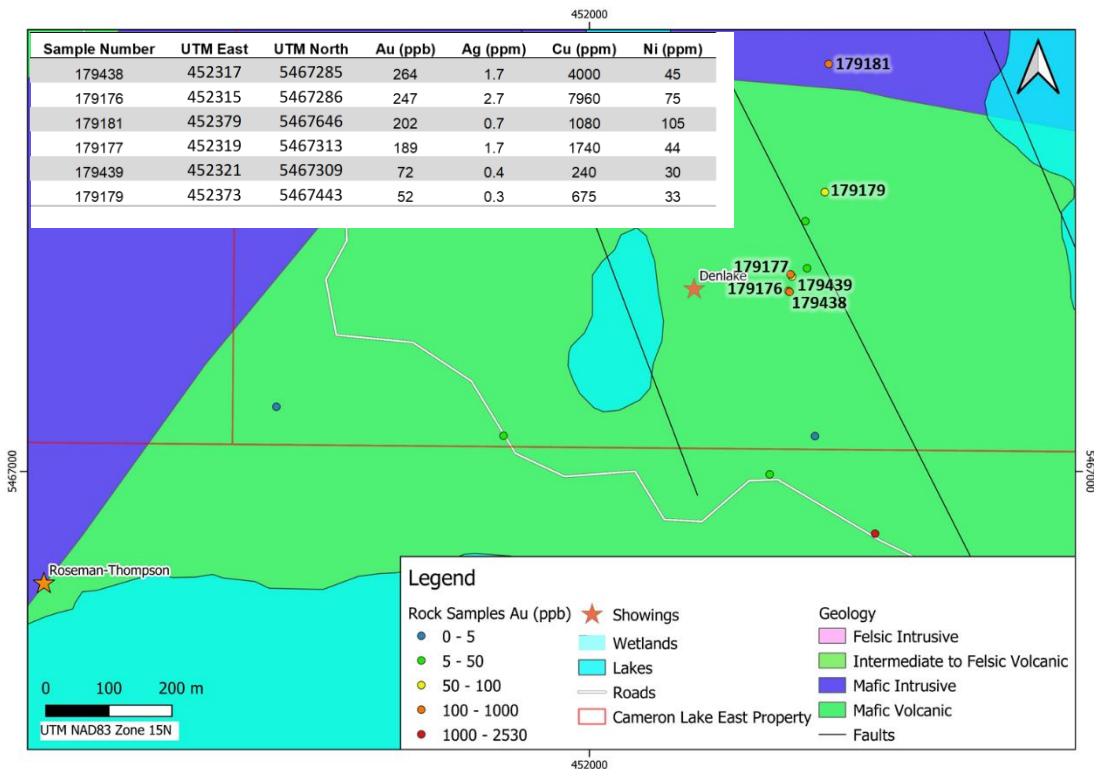 452000
Sample Number UTM East UTM North Au (ppb) Ag (ppm) Cu (ppm) Ni (ppm)
179438 452317 5467285 264 1.7 4000 45
179176 452315 5467286 247 2.7 7960 75
179181 452379 5467646 202 0.7 1080 105
179177 452319 5467313 189 1.7 1740 44
179439 452321 5467309 72 0.4 240 30
179179 452373 5467443 52 0.3 675 33
179181
179179
179177
Denlake
179439
179176
179438
5467000
5467000
Roseman-Thompson
Legend
Rock Samples Au (ppb)
0 - 5
5 - 50
50 - 100
100 - 1000
1000 - 2530
Showings
Wetlands
Lakes
Roads
Cameron Lake East Property
Geology
Felsic Intrusive
Intermediate to Felsic Volcanic
Mafic Intrusive
Mafic Volcanic
Faults
0 100 200 m
UTM NAD83 Zone 15N
452000